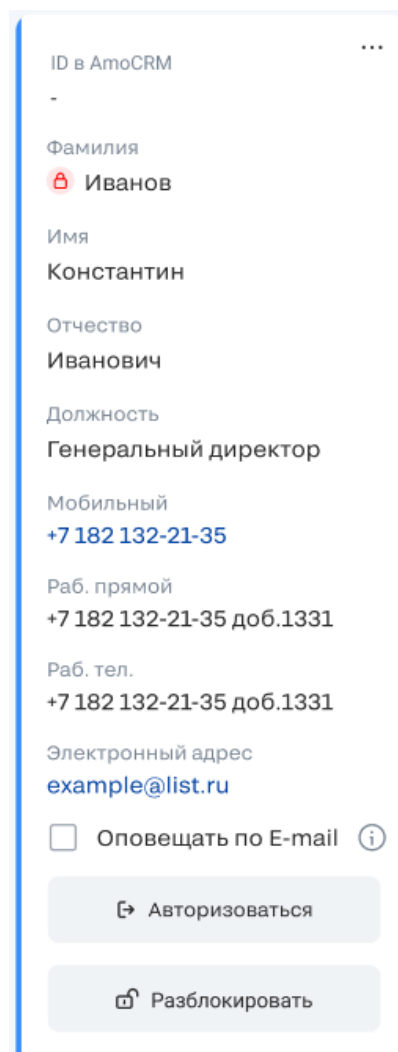 ID в AmoCRM
-
Фамилия
Иванов
Имя
Константин
Отчество
Иванович
Должность
Генеральный директор
Мобильный
+7 182 132-21-35
Раб. прямой
+7 182 132-21-35 доб.1331
Раб. тел.
+7 182 132-21-35 доб.1331
Электронный адрес
example@list.ru
Оповещать по E-mail
Авторизоваться
Разблокировать